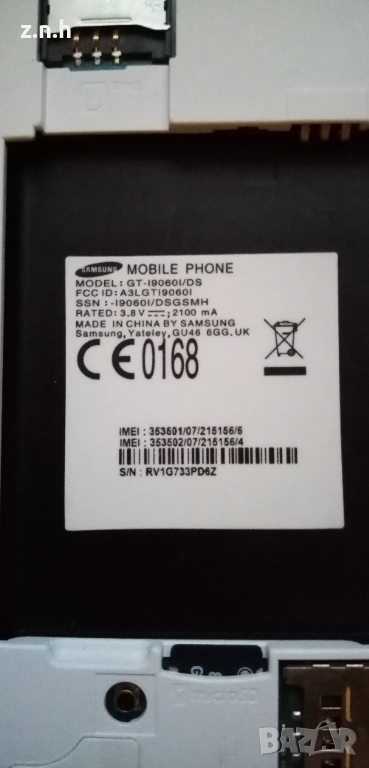 z.n.h
SAMSUNG MOBILE PHONE
MODEL: GT-I9060I/DS
FCC ID: A3LGTI9060I
SSN : -I9060I/DSGSMH
RATED: 3.8 V ⎓; 2100 mA
MADE IN CHINA BY SAMSUNG
Samsung, Yateley,GU46 6GG.UK
CE0168
IMEI : 353501/07/215156/6
IMEI : 353502/07/215156/4
S/N : RV1G733PD6Z
microSD
BAZAR